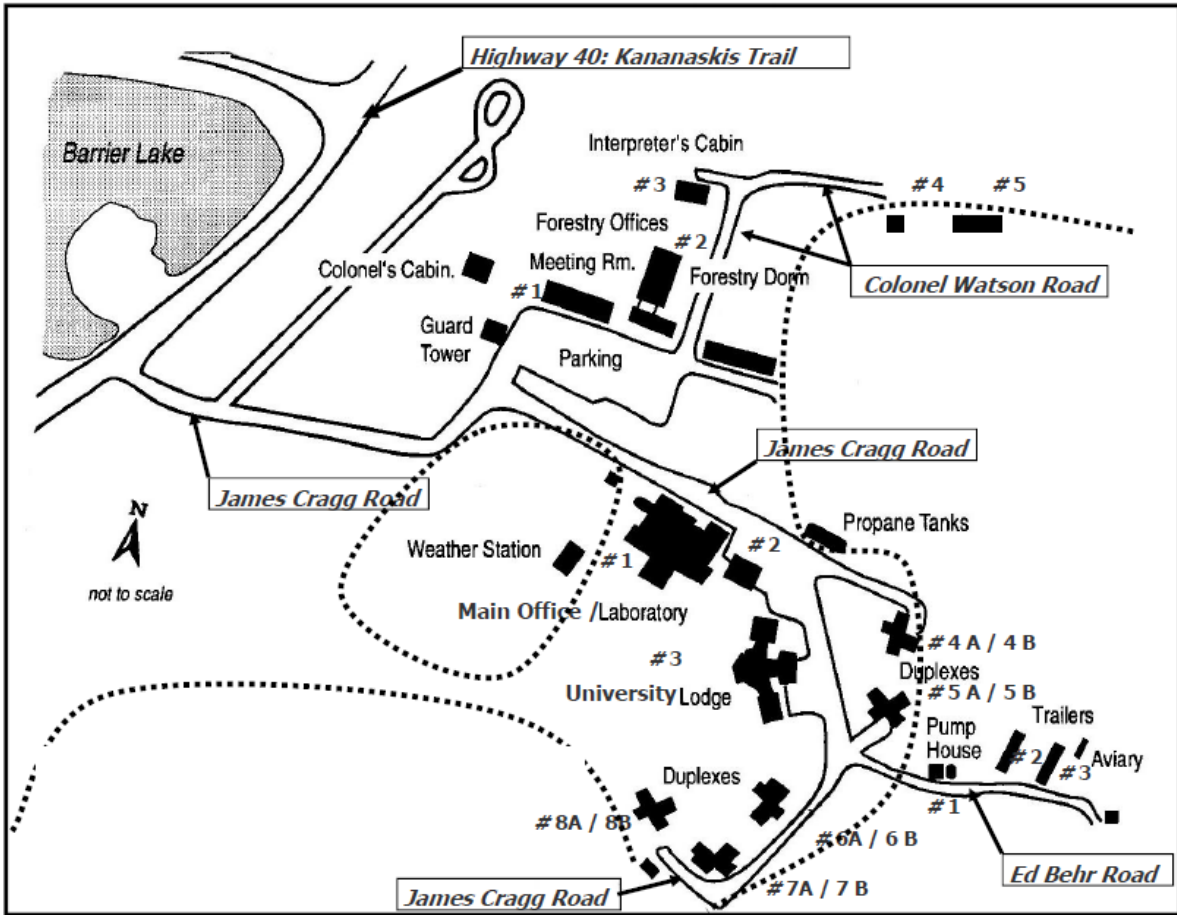 Highway 40: Kananaskis Trail
Barrier Lake
Interpreter's Cabin
#3
#4
#5
Forestry Offices
#2
Meeting Rm.
Colonel's Cabin.
Forestry Dorm
Colonel Watson Road
#1
Guard
Tower
Parking
James Cragg Road
James Cragg Road
N
not to scale
Propane Tanks
Weather Station
#1
#2
Main Office /Laboratory
#3
University Lodge
#4 A / 4 B
Duplexes
#5 A / 5 B
Trailers
Pump
House
#2
#3
Aviary
#1
Duplexes
#8A / 8B
#6A / 6 B
#7A / 7 B
Ed Behr Road
James Cragg Road